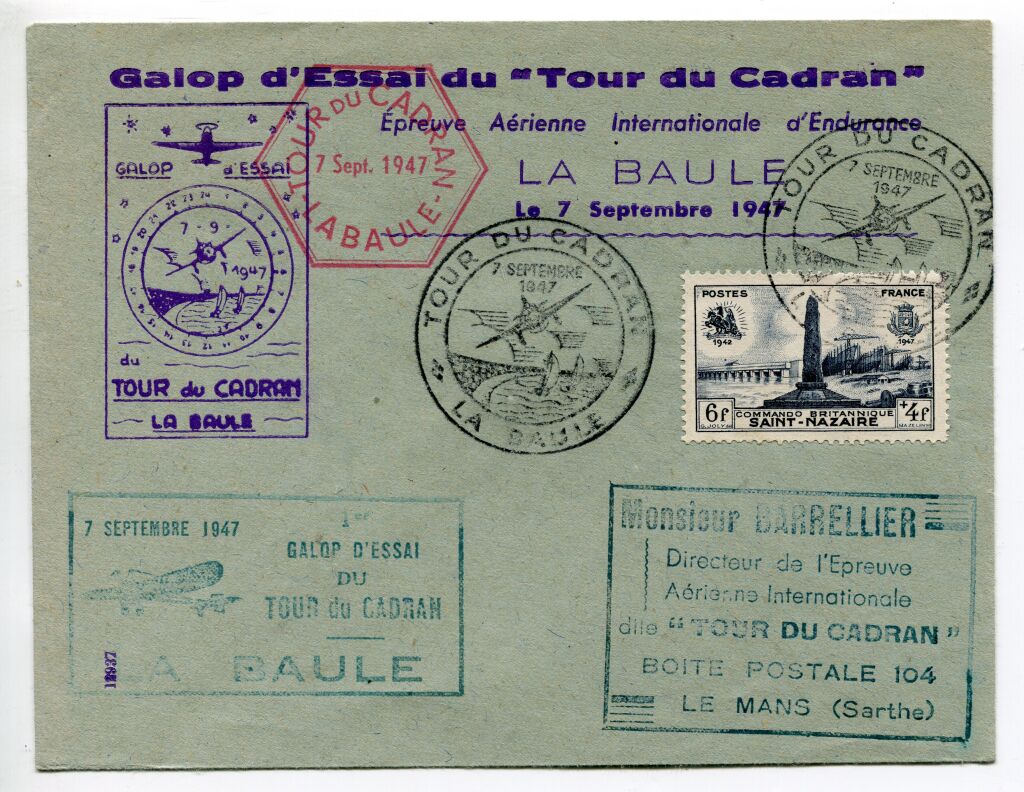 Galop d'Essai du "Tour du Cadran"
Épreuve Aérienne Internationale d'Endurance
LA BAULE
Le 7 Septembre 1947
GALOP d'ESSAI
7-9-
1947
du
TOUR du CADRAN
LA BAULE
TOUR DU CADRAN
7 Sept. 1947
- LA BAULE -
TOUR DU CADRAN
7 SEPTEMBRE
1947
LA BAULE
TOUR DU CADRAN
7 SEPTEMBRE
1947
POSTES FRANCE
1942 1947
6f COMMANDO BRITANNIQUE +4f
SAINT-NAZAIRE
G. JOLY MAZELIN
7 SEPTEMBRE 1947
1er
GALOP D'ESSAI
DU
TOUR du CADRAN
LA BAULE
Monsieur BARRELLIER
Directeur de l'Epreuve
Aérienne Internationale
dite "TOUR DU CADRAN"
BOITE POSTALE 104
LE MANS (Sarthe)